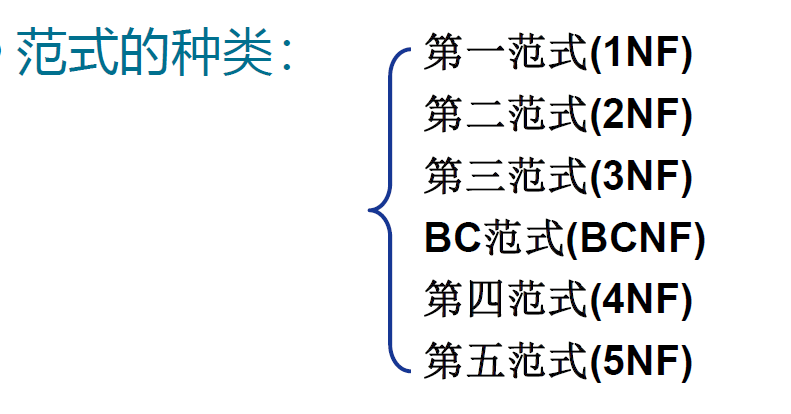 范式的种类：
第一范式(1NF)
第二范式(2NF)
第三范式(3NF)
BC范式(BCNF)
第四范式(4NF)
第五范式(5NF)